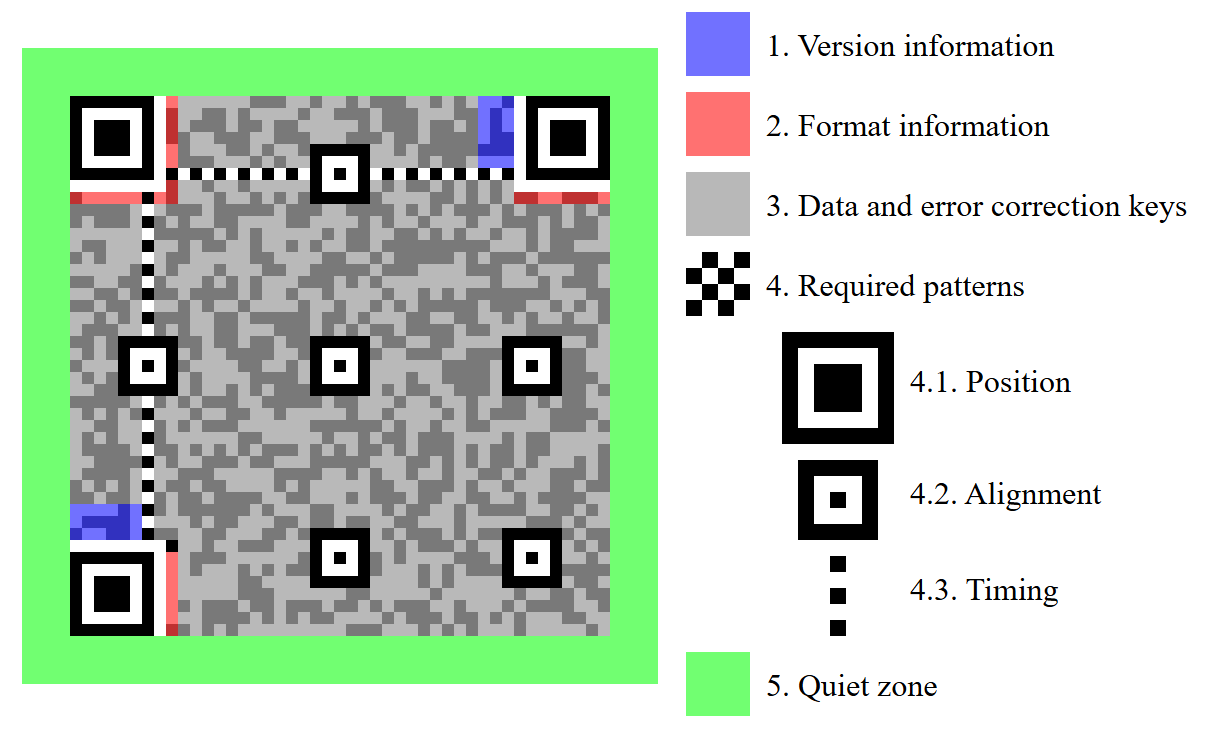 1. Version information
2. Format information
3. Data and error correction keys
4. Required patterns
4.1. Position
4.2. Alignment
4.3. Timing
5. Quiet zone